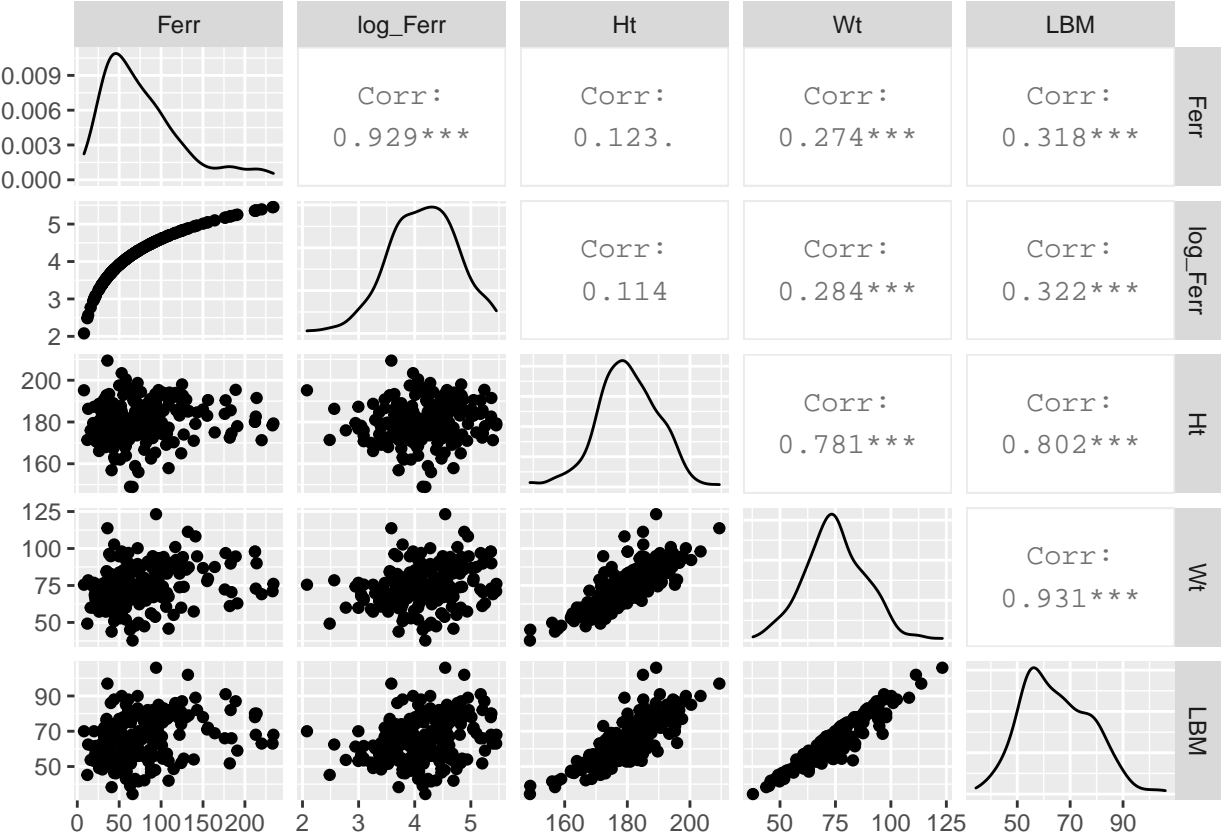 Ferr log_Ferr Ht Wt LBM
0.009
0.006
0.003
0.000
Corr:
0.929***
Corr:
0.123.
Corr:
0.274***
Corr:
0.318***
Ferr
5
4
3
2
Corr:
0.114
Corr:
0.284***
Corr:
0.322***
log_Ferr
200
180
160
Corr:
0.781***
Corr:
0.802***
Ht
125
100
75
50
Corr:
0.931***
Wt
90
70
50
LBM
0 50 100 150 200 2 3 4 5 160 180 200 50 75 100 125 50 70 90